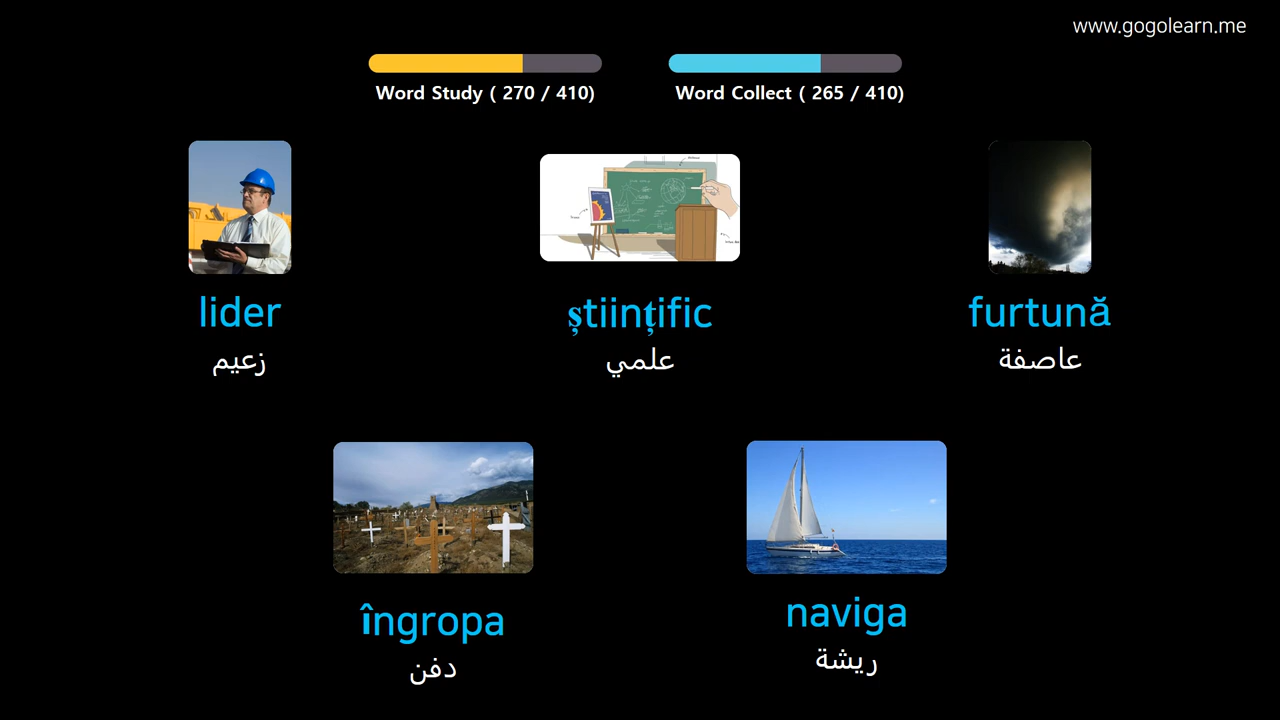 www.gogolearn.me
Word Study ( 270 / 410)
Word Collect ( 265 / 410)
lider
زعيم
științific
علمي
furtună
عاصفة
îngropa
دفن
naviga
ريشة